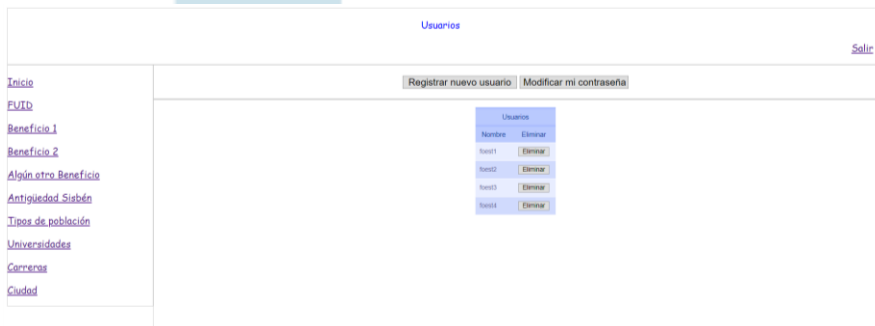 Usuarios
Salir
Inicio
FUID
Beneficio 1
Beneficio 2
Algún otro Beneficio
Antigüedad Sisbén
Tipos de población
Universidades
Carreras
Ciudad
Registrar nuevo usuario Modificar mi contraseña
Usuarios
Nombre Eliminar
Eliminar
Eliminar
Eliminar
Eliminar